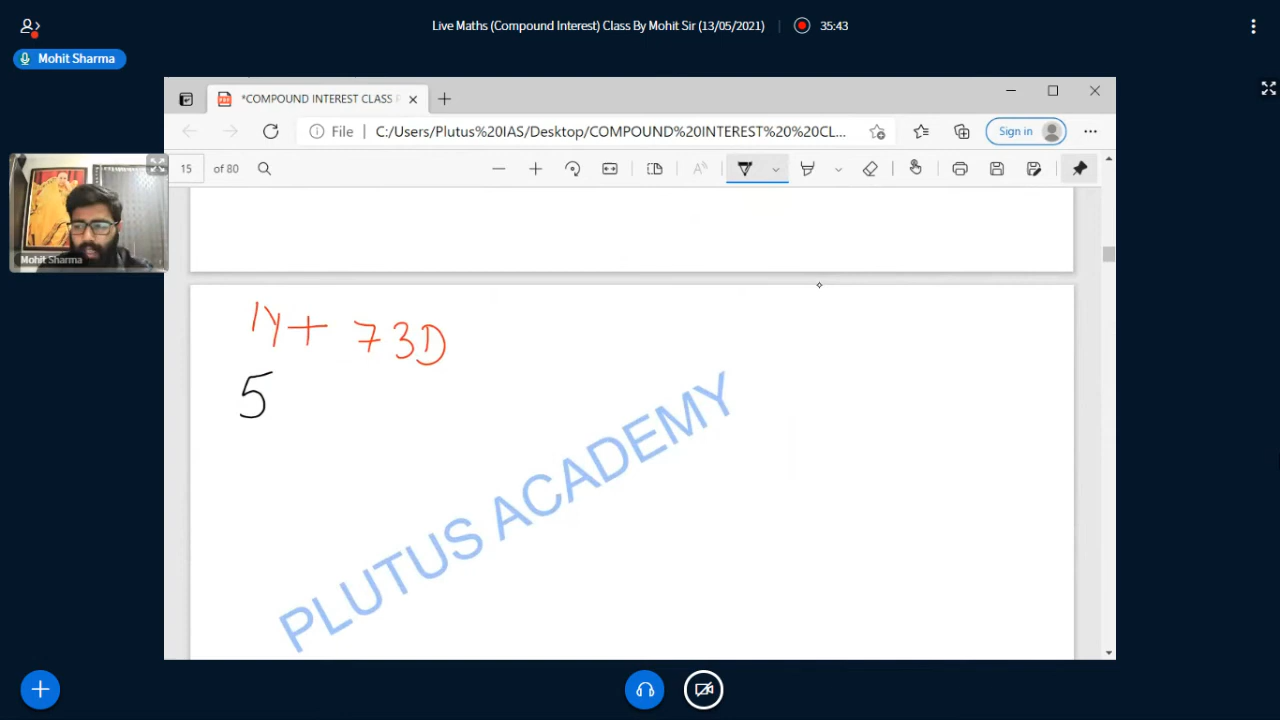 Live Maths (Compound Interest) Class By Mohit Sir (13/05/2021)
35:43
Mohit Sharma
*COMPOUND INTEREST CLASS P
File
C:/Users/Plutus%20IAS/Desktop/COMPOUND%20INTEREST%20%20CL...
Sign in
15 of 80
Mohit Sharma
1Y+ 73D
5
PLUTUS ACADEMY